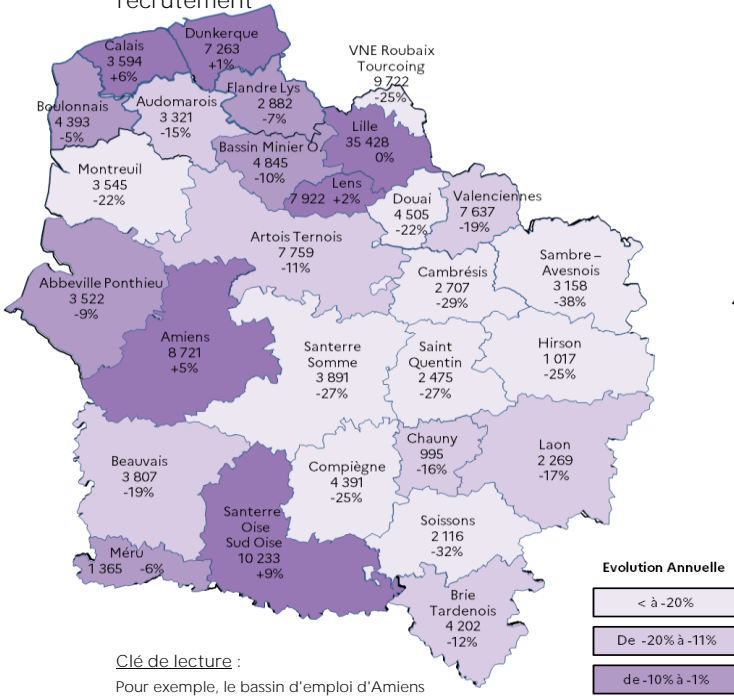 recrutement
Dunkerque
7 263
+1%
Calais
3 594
+6%
VNE Roubaix
Tourcoing
9 722
-25%
Flandre Lys
2 882
-7%
Boulonnais
4 393
-5%
Audomarois
3 321
-15%
Lille
35 428
0%
Bassin Minier
4 845
-10%
Montreuil
3 545
-22%
Lens
7 922 +2%
Douai
4 505
-22%
Valenciennes
7 637
-19%
Artois Ternois
7 759
-11%
Sambre –
Avesnois
3 158
-38%
Cambrésis
2 707
-29%
Abbeville Ponthieu
3 522
-9%
Amiens
8 721
+5%
Santerre
Somme
3 891
-27%
Saint
Quentin
2 475
-27%
Hirson
1 017
-25%
Chauny
995
-16%
Laon
2 269
-17%
Beauvais
3 807
-19%
Compiègne
4 391
-25%
Santerre
Oise
Sud Oise
10 233
+9%
Soissons
2 116
-32%
Méru
1 365 -6%
Brie
Tardenois
4 202
-12%
Evolution Annuelle
< à -20%
De -20% à -11%
de -10% à -1%
Clé de lecture :
Pour exemple, le bassin d'emploi d'Amiens